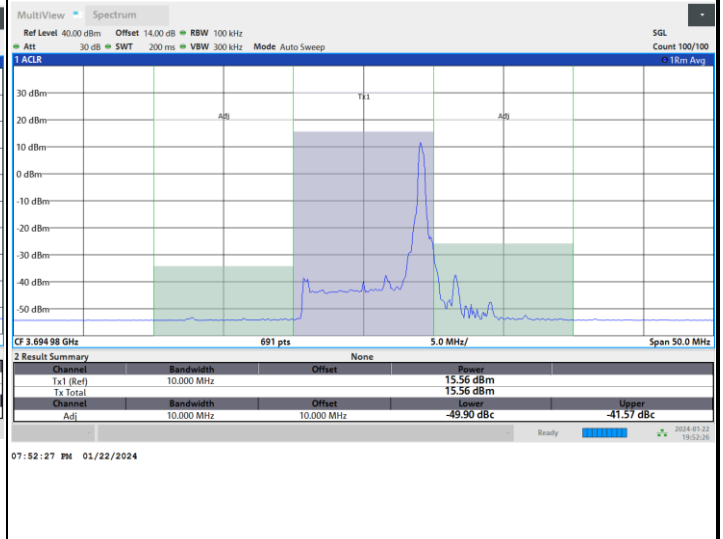 MultiView Spectrum
Ref Level 40.00 dBm Offset 14.00 dB RBW 100 kHz SGL
Att 30 dB SWT 200 ms VBW 300 kHz Mode Auto Sweep Count 100/100
1 ACLR 1Rm Avg
30 dBm
Tx1
20 dBm
Adj Adj
10 dBm
0 dBm
-10 dBm
-20 dBm
-30 dBm
-40 dBm
-50 dBm
CF 3.694 98 GHz 691 pts 5.0 MHz/ Span 50.0 MHz
2 Result Summary None
Channel Bandwidth Offset Power
Tx1 (Ref) 10.000 MHz 15.56 dBm
Tx Total 15.56 dBm
Channel Bandwidth Offset Lower Upper
Adj 10.000 MHz 10.000 MHz -49.90 dBc -41.57 dBc
Ready 2024-01-22
19:52:26
07:52:27 PM 01/22/2024